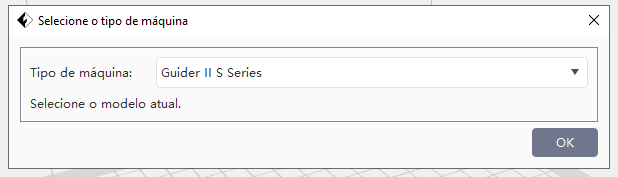 Selecione o tipo de máquina
Tipo de máquina: Guider II S Series
Selecione o modelo atual.
OK